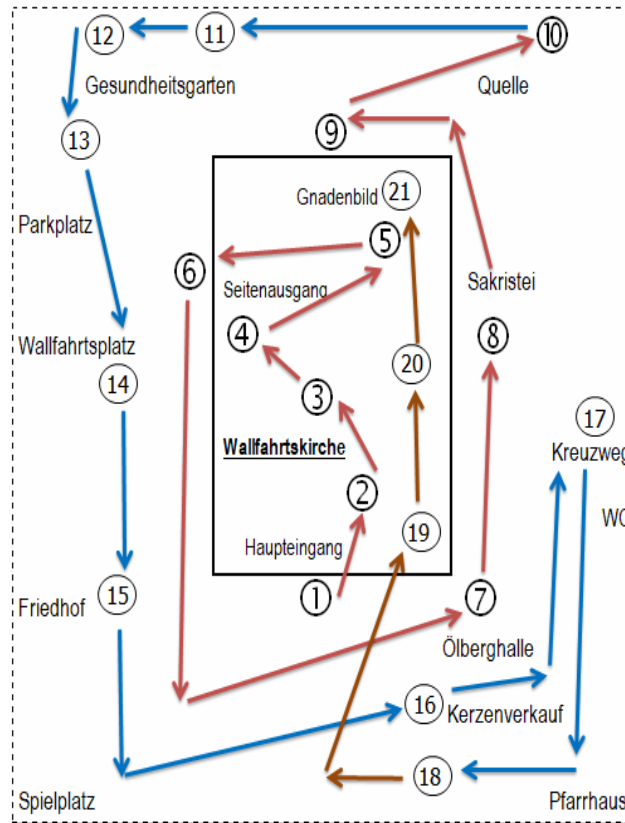 12
11
10
Gesundheitsgarten
Quelle
13
9
Gnadenbild
21
Parkplatz
5
6
Seitenausgang
Sakristei
4
8
Wallfahrtsplatz
20
14
3
17
Wallfahrtskirche
Kreuzweg
2
WC
19
Haupteingang
15
1
7
Friedhof
Ölberghalle
16
Kerzenverkauf
18
Spielplatz
Pfarrhaus